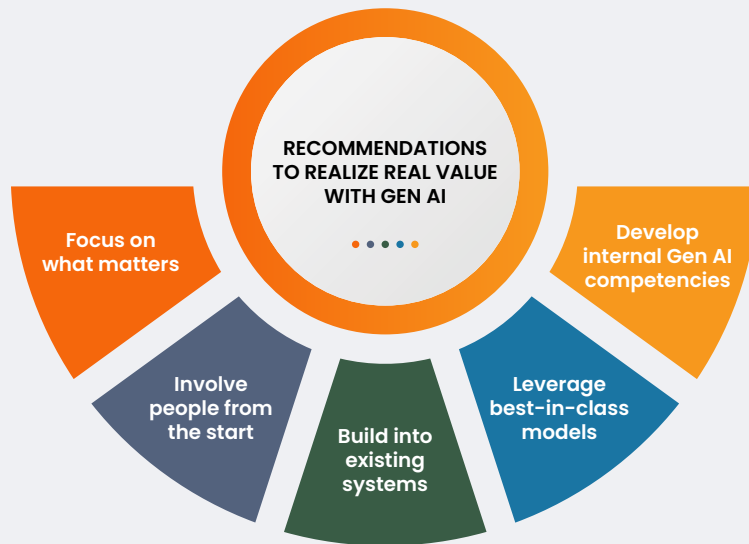 RECOMMENDATIONS
TO REALIZE REAL VALUE
WITH GEN AI
Focus on
what matters
Involve
people from
the start
Build into
existing
systems
Leverage
best-in-class
models
Develop
internal Gen AI
competencies